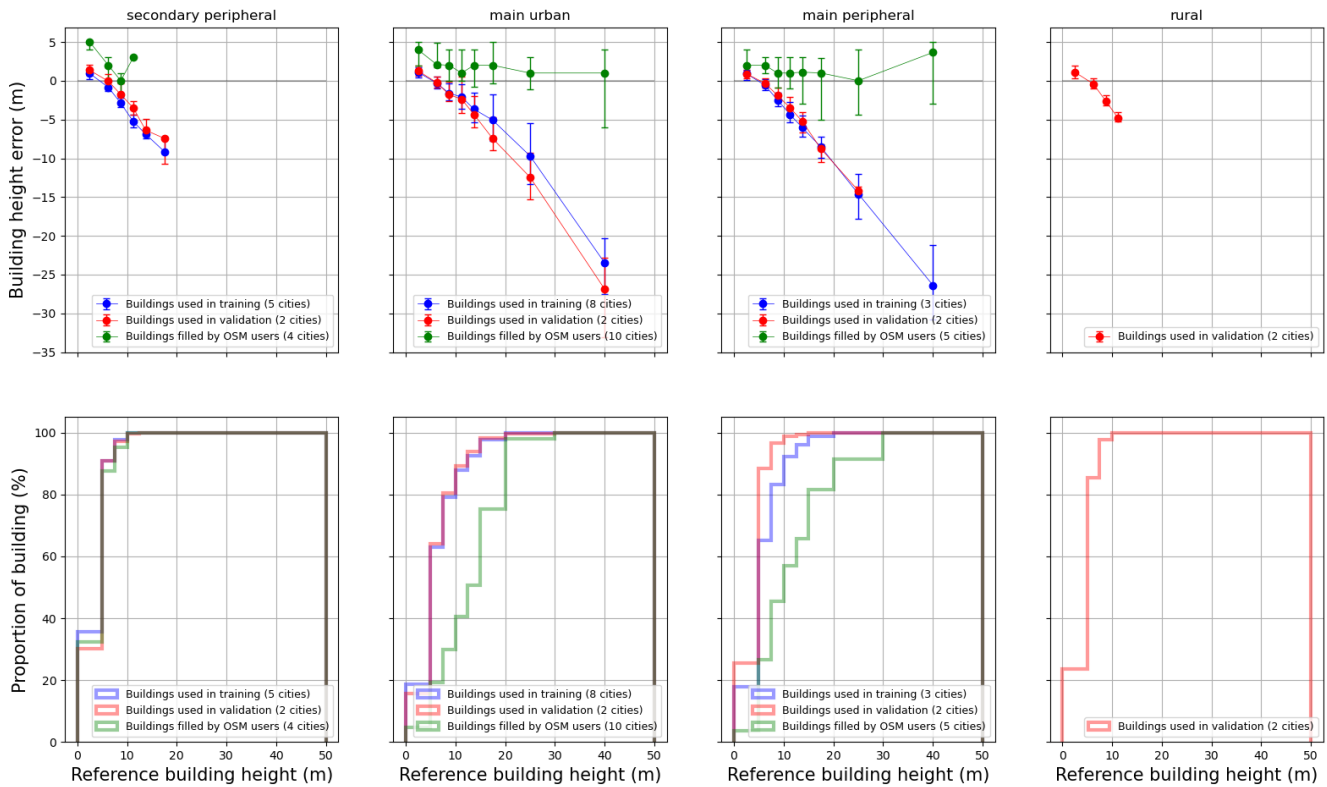 secondary peripheral
main urban
main peripheral
rural
Building height error (m)
5
0
−5
−10
−15
−20
−25
−30
−35
Buildings used in training (5 cities)
Buildings used in validation (2 cities)
Buildings filled by OSM users (4 cities)
Buildings used in training (8 cities)
Buildings used in validation (2 cities)
Buildings filled by OSM users (10 cities)
Buildings used in training (3 cities)
Buildings used in validation (2 cities)
Buildings filled by OSM users (5 cities)
Buildings used in validation (2 cities)
Proportion of building (%)
100
80
60
40
20
0
Buildings used in training (5 cities)
Buildings used in validation (2 cities)
Buildings filled by OSM users (4 cities)
Buildings used in training (8 cities)
Buildings used in validation (2 cities)
Buildings filled by OSM users (10 cities)
Buildings used in training (3 cities)
Buildings used in validation (2 cities)
Buildings filled by OSM users (5 cities)
Buildings used in validation (2 cities)
0 10 20 30 40 50
0 10 20 30 40 50
0 10 20 30 40 50
0 10 20 30 40 50
Reference building height (m)
Reference building height (m)
Reference building height (m)
Reference building height (m)